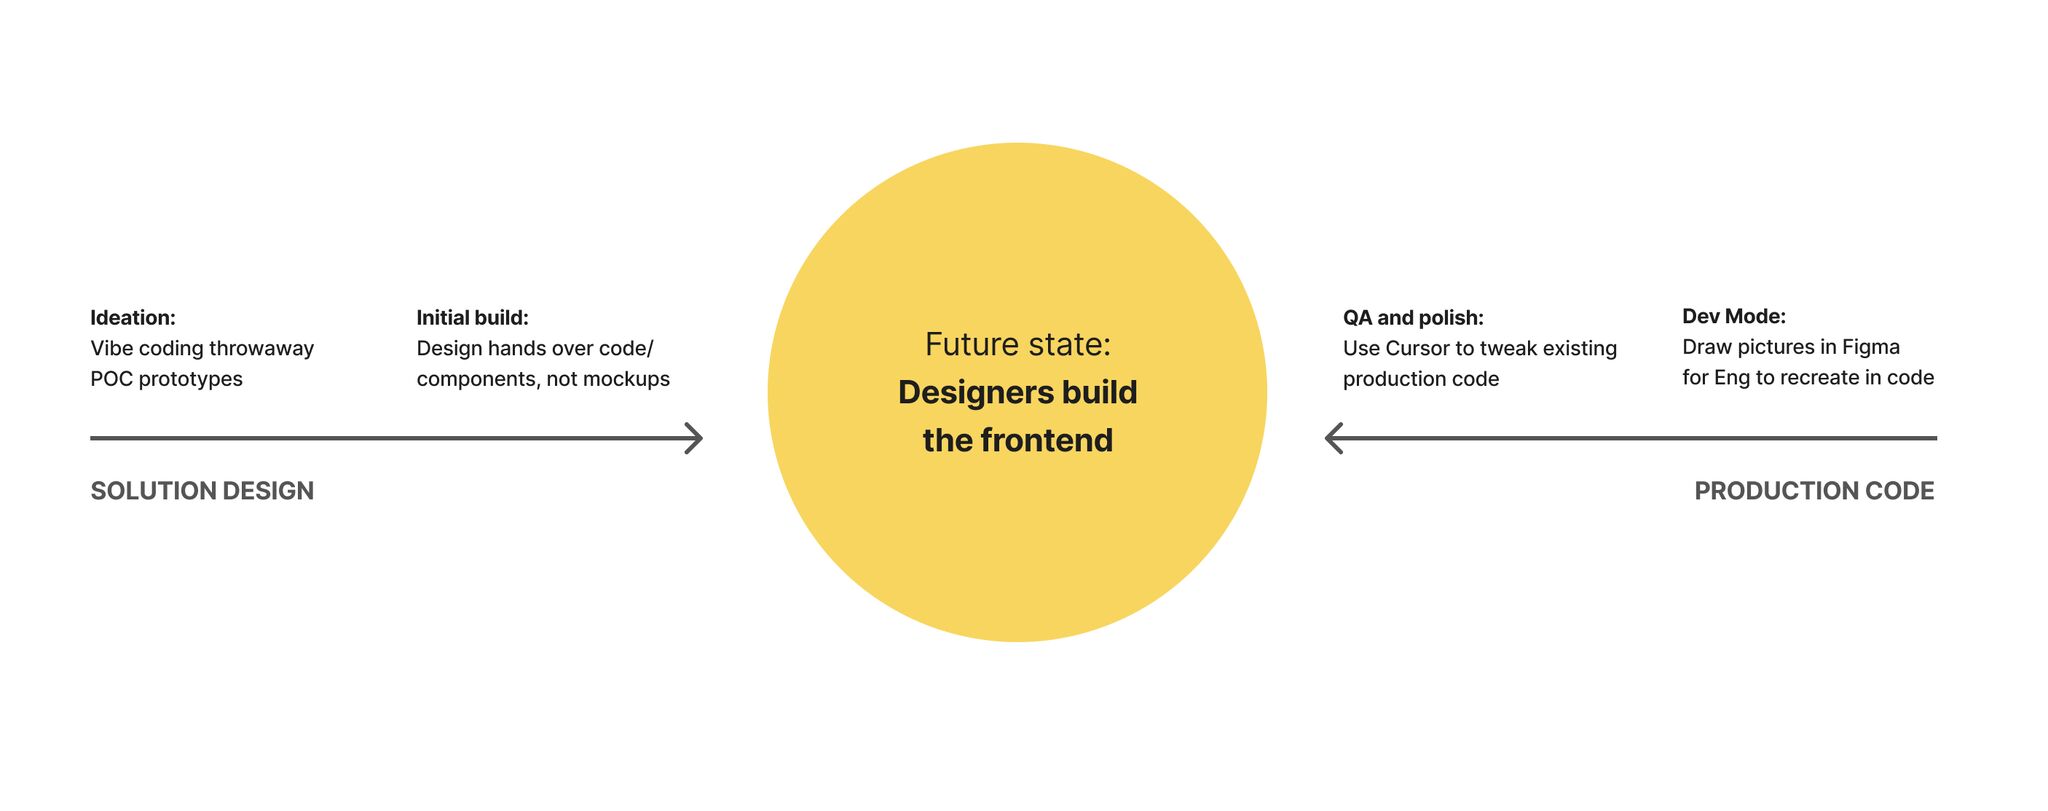 Ideation:
Vibe coding throwaway
POC prototypes
Initial build:
Design hands over code/
components, not mockups
SOLUTION DESIGN
Future state:
Designers build
the frontend
QA and polish:
Use Cursor to tweak existing
production code
Dev Mode:
Draw pictures in Figma
for Eng to recreate in code
PRODUCTION CODE